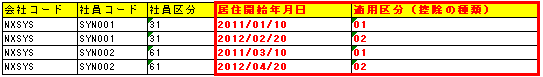 会社コード 社員コード 社員区分 居住開始年月日 適用区分（控除の種類）
NXSYS SYN001 31 2011/01/10 01
NXSYS SYN001 31 2012/02/20 02
NXSYS SYN002 61 2011/03/10 01
NXSYS SYN002 61 2012/04/20 02